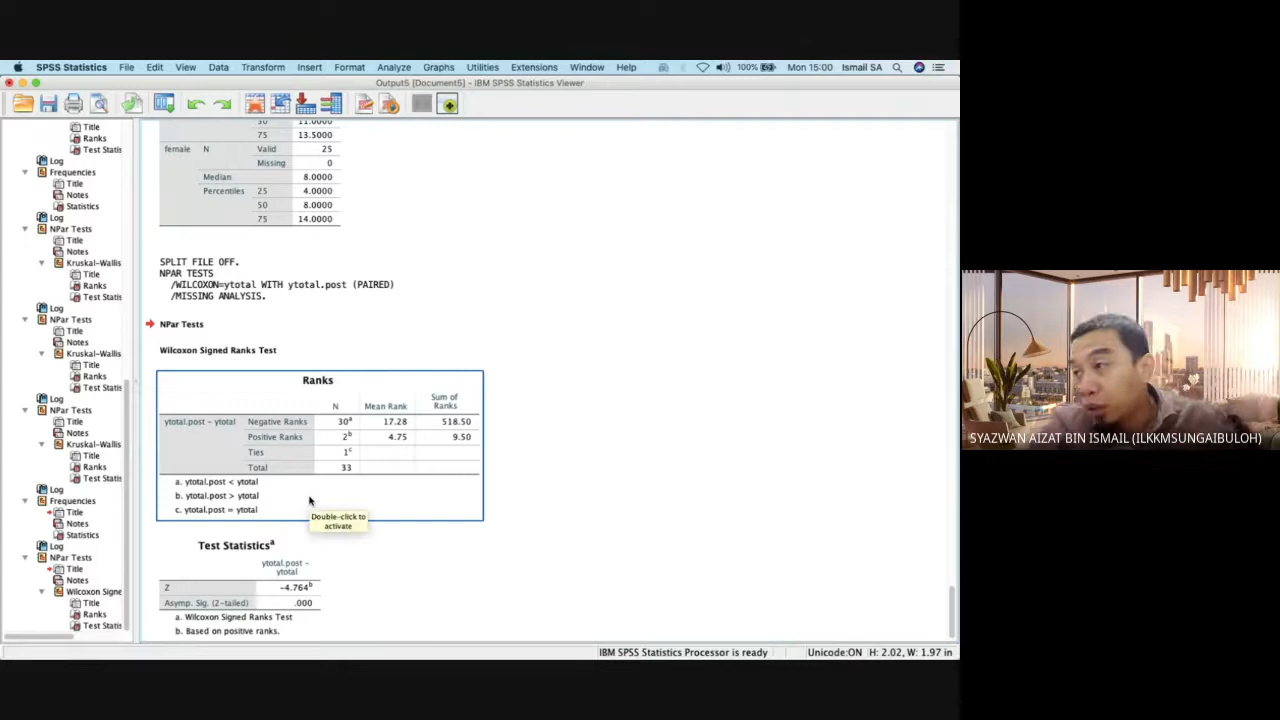 SPSS Statistics File Edit View Data Transform Insert Format Analyze Graphs Utilities Extensions Window Help 100% Mon 15:00 Ismail SA
Output5 [Document5] - IBM SPSS Statistics Viewer
Title
Ranks
Test Statis
Log
Frequencies
Title
Notes
Statistics
Log
NPar Tests
Title
Notes
Kruskal-Wallis
Title
Ranks
Test Statis
Log
NPar Tests
Title
Notes
Kruskal-Wallis
Title
Ranks
Test Statis
Log
NPar Tests
Title
Notes
Kruskal-Wallis
Title
Ranks
Test Statis
Log
Frequencies
Title
Notes
Statistics
Log
NPar Tests
Title
Notes
Wilcoxon Signe
Title
Ranks
Test Statis
50 11.0000
75 13.5000
female N Valid 25
Missing 0
Median 8.0000
Percentiles 25 4.0000
50 8.0000
75 14.0000
SPLIT FILE OFF.
NPAR TESTS
/WILCOXON=ytotal WITH ytotal.post (PAIRED)
/MISSING ANALYSIS.
NPar Tests
Wilcoxon Signed Ranks Test
Ranks
N Mean Rank Sum of Ranks
ytotal.post - ytotal Negative Ranks 30a 17.28 518.50
Positive Ranks 2b 4.75 9.50
Ties 1c
Total 33
a. ytotal.post < ytotal
b. ytotal.post > ytotal
c. ytotal.post = ytotal
Double-click to
activate
Test Statisticsa
ytotal.post -
ytotal
Z -4.764b
Asymp. Sig. (2-tailed) .000
a. Wilcoxon Signed Ranks Test
b. Based on positive ranks.
IBM SPSS Statistics Processor is ready Unicode:ON H: 2.02, W: 1.97 in
SYAZWAN AIZAT BIN ISMAIL (ILKKMSUNGAIBULOH)